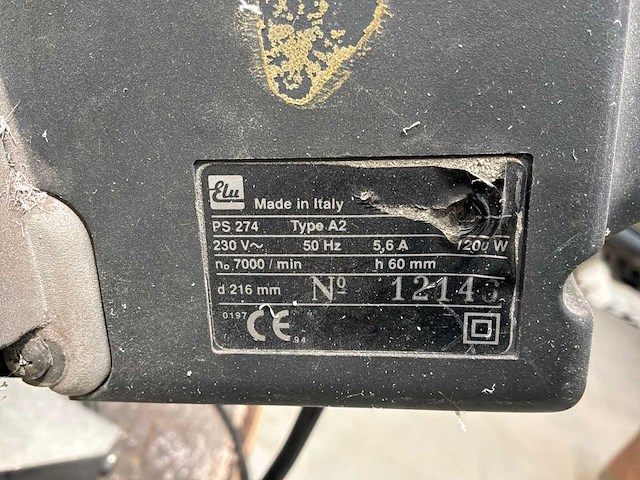 Elu
Made in Italy
PS 274 Type A2
230 V~ 50 Hz 5,6 A 1200 W
n₀ 7000 / min h 60 mm
d 216 mm Nº 12146
0197 CE 94